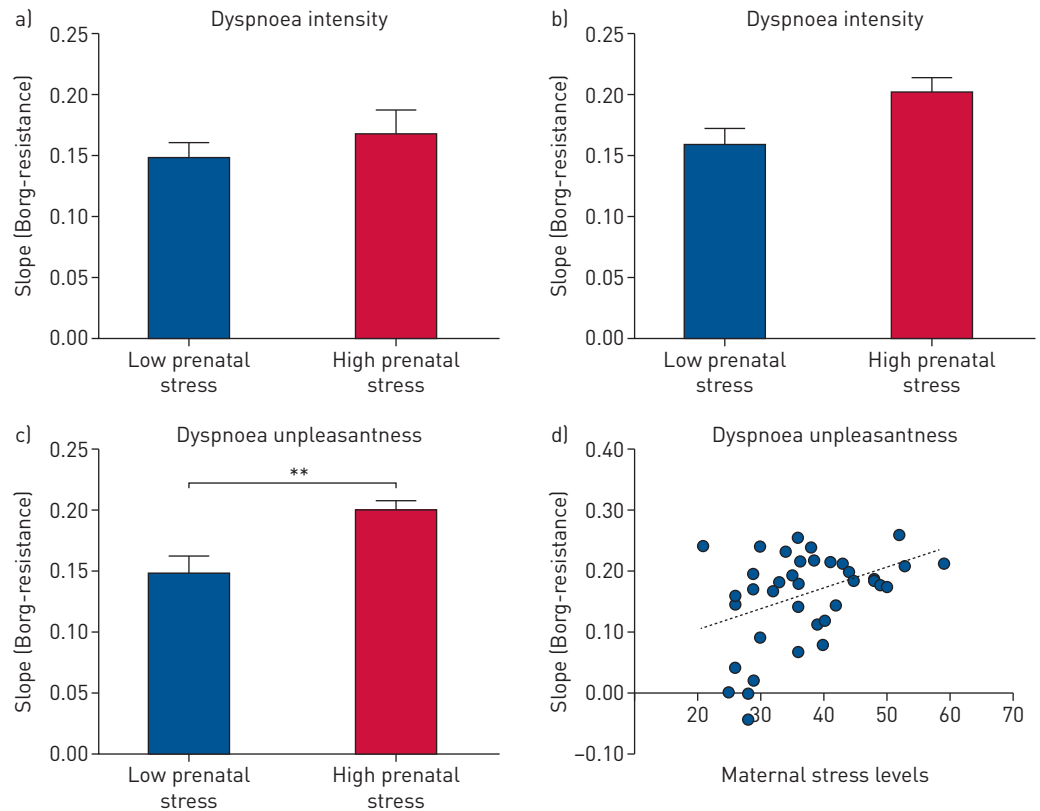 a) Dyspnoea intensity
0.25
0.20
0.15
0.10
0.05
0.00
Slope (Borg-resistance)
Low prenatal
stress
High prenatal
stress
b) Dyspnoea intensity
0.25
0.20
0.15
0.10
0.05
0.00
Slope (Borg-resistance)
Low prenatal
stress
High prenatal
stress
c) Dyspnoea unpleasantness
0.25
0.20
0.15
0.10
0.05
0.00
Slope (Borg-resistance)
**
Low prenatal
stress
High prenatal
stress
d) Dyspnoea unpleasantness
0.40
0.30
0.20
0.10
0.00
–0.10
Slope (Borg-resistance)
20 30 40 50 60 70
Maternal stress levels